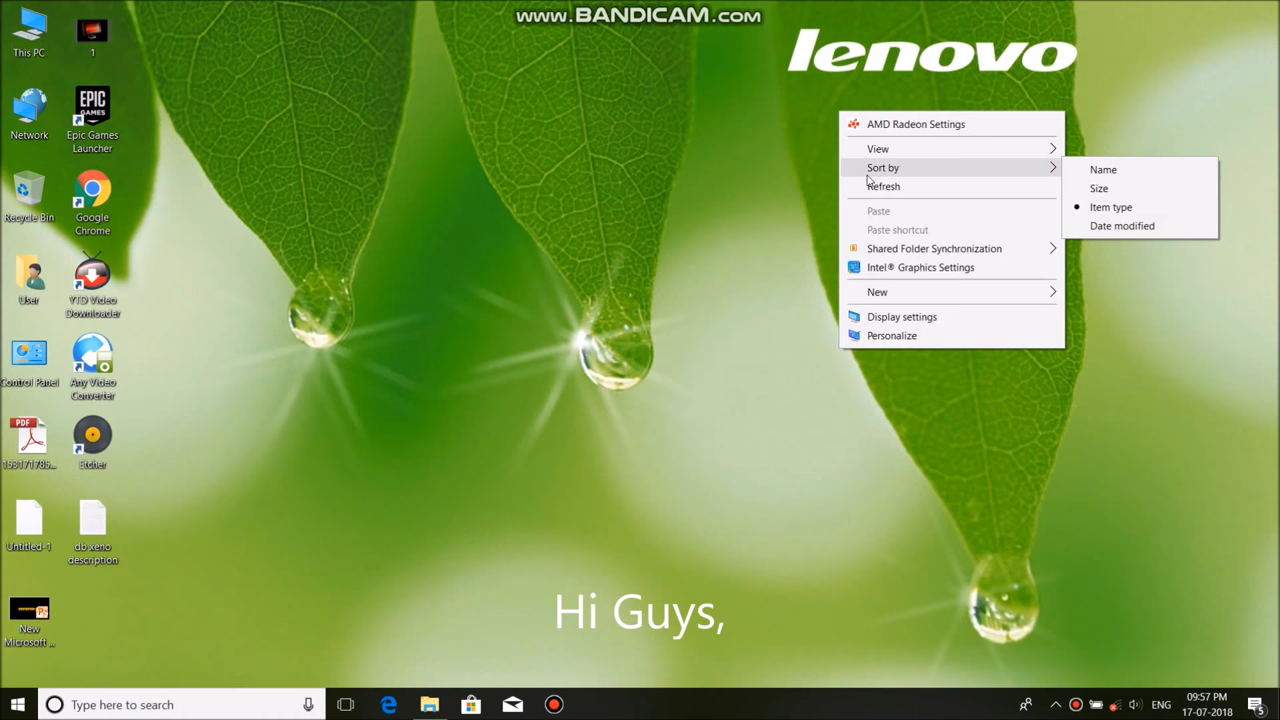 www.BANDICAM.com
lenovo
This PC
1
Network
Epic Games
Launcher
EPIC
GAMES
Recycle Bin
Google
Chrome
User
YTD Video
Downloader
Control Panel
Any Video
Converter
PDF
Etcher
Untitled-1
db xeno
description
New
Microsoft ...
AMD Radeon Settings
View
Sort by
Refresh
Paste
Paste shortcut
Shared Folder Synchronization
Intel® Graphics Settings
New
Display settings
Personalize
Name
Size
Item type
Date modified
Hi Guys,
Type here to search
ENG
09:57 PM
17-07-2018
5